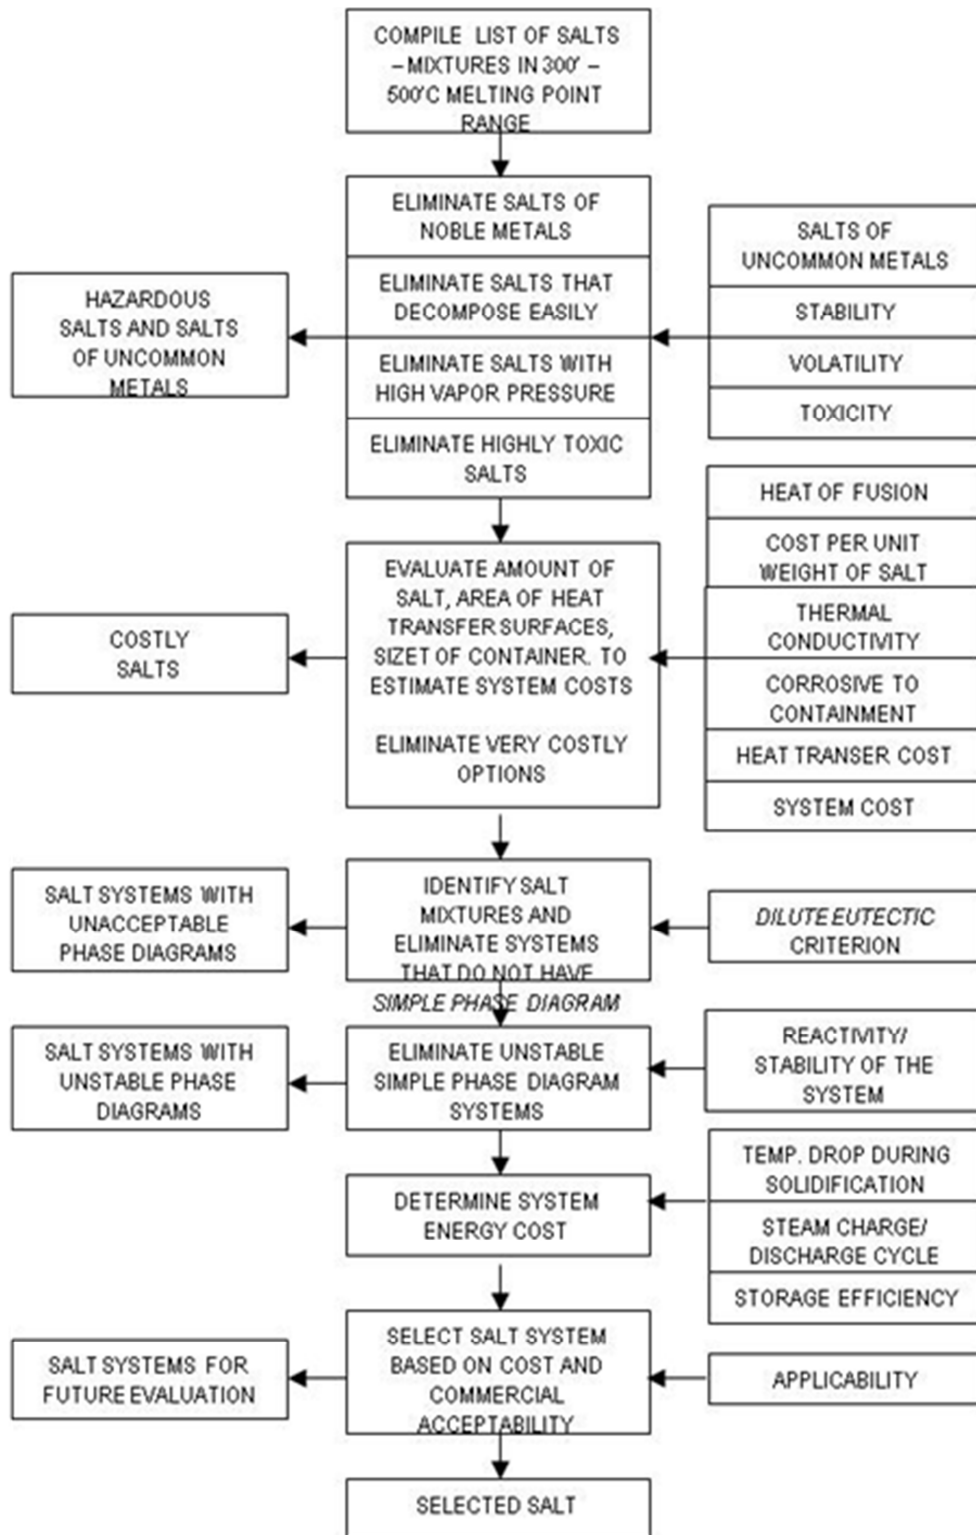 COMPILE LIST OF SALTS
– MIXTURES IN 300' –
500'C MELTING POINT
RANGE
ELIMINATE SALTS OF
NOBLE METALS
ELIMINATE SALTS THAT
DECOMPOSE EASILY
ELIMINATE SALTS WITH
HIGH VAPOR PRESSURE
ELIMINATE HIGHLY TOXIC
SALTS
SALTS OF
UNCOMMON METALS
STABILITY
VOLATILITY
TOXICITY
HAZARDOUS
SALTS AND SALTS
OF UNCOMMON
METALS
EVALUATE AMOUNT OF
SALT, AREA OF HEAT
TRANSFER SURFACES,
SIZET OF CONTAINER. TO
ESTIMATE SYSTEM COSTS
ELIMINATE VERY COSTLY
OPTIONS
HEAT OF FUSION
COST PER UNIT
WEIGHT OF SALT
THERMAL
CONDUCTIVITY
CORROSIVE TO
CONTAINMENT
HEAT TRANSER COST
SYSTEM COST
COSTLY
SALTS
IDENTIFY SALT
MIXTURES AND
ELIMINATE SYSTEMS
THAT DO NOT HAVE
SIMPLE PHASE DIAGRAM
DILUTE EUTECTIC
CRITERION
SALT SYSTEMS WITH
UNACCEPTABLE
PHASE DIAGRAMS
ELIMINATE UNSTABLE
SIMPLE PHASE DIAGRAM
SYSTEMS
REACTIVITY/
STABILITY OF THE
SYSTEM
SALT SYSTEMS WITH
UNSTABLE PHASE
DIAGRAMS
DETERMINE SYSTEM
ENERGY COST
TEMP. DROP DURING
SOLIDIFICATION
STEAM CHARGE/
DISCHARGE CYCLE
STORAGE EFFICIENCY
SELECT SALT SYSTEM
BASED ON COST AND
COMMERCIAL
ACCEPTABILITY
APPLICABILITY
SALT SYSTEMS FOR
FUTURE EVALUATION
SELECTED SALT